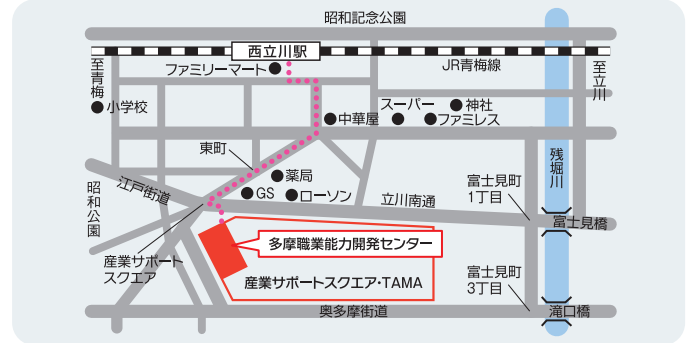 昭和記念公園
西立川駅
JR青梅線
至青梅
至立川
ファミリーマート
小学校
スーパー
神社
中華屋
ファミレス
東町
薬局
残堀川
江戸街道
GS
ローソン
立川南通
富士見町
1丁目
昭和公園
富士見橋
多摩職業能力開発センター
産業サポート
スクエア
産業サポートスクエア・TAMA
富士見町
3丁目
奥多摩街道
滝口橋